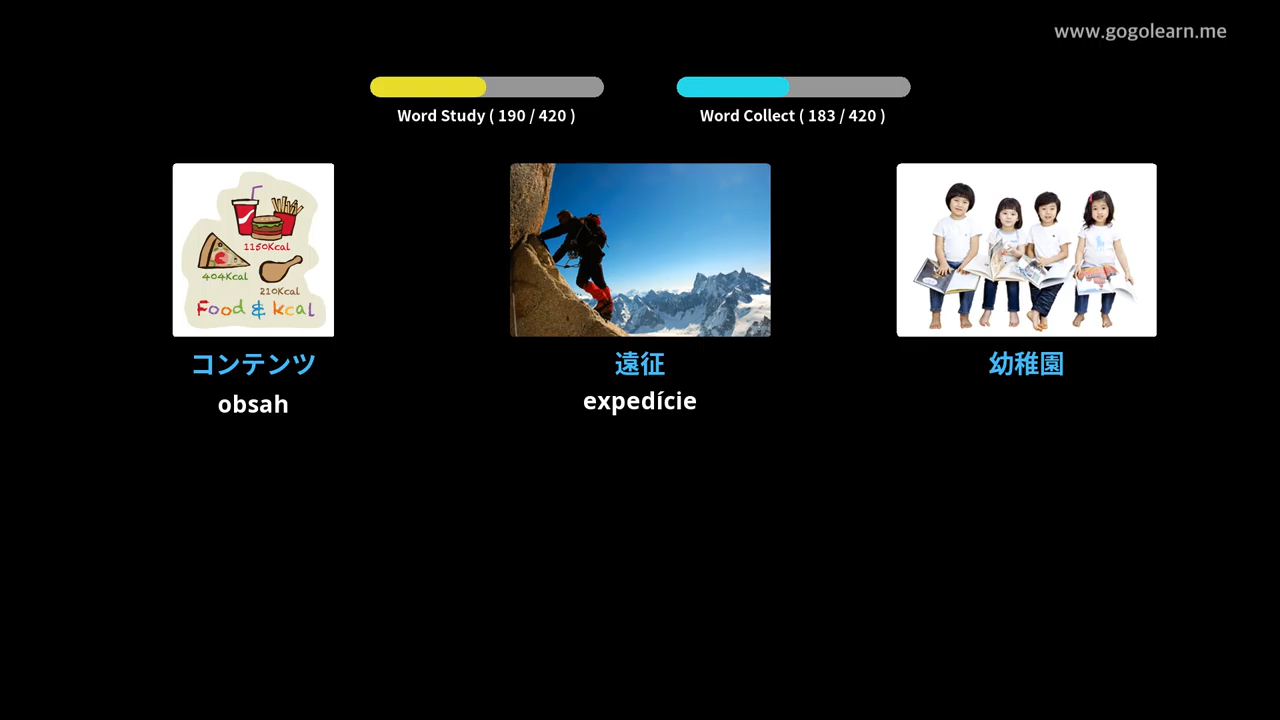 www.gogolearn.me
Word Study ( 190 / 420 )
Word Collect ( 183 / 420 )
1150Kcal
404Kcal
210Kcal
Food & kcal
コンテンツ
遠征
幼稚園
obsah
expedície